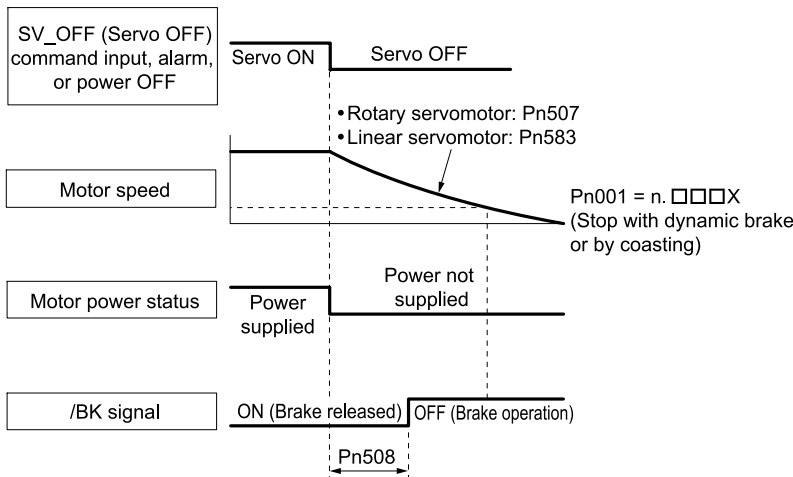 SV_OFF (Servo OFF)
command input, alarm,
or power OFF
Servo ON
Servo OFF
•Rotary servomotor: Pn507
•Linear servomotor: Pn583
Motor speed
Pn001 = n. □□□X
(Stop with dynamic brake
or by coasting)
Motor power status
Power
supplied
Power not
supplied
/BK signal
ON (Brake released)
OFF (Brake operation)
Pn508